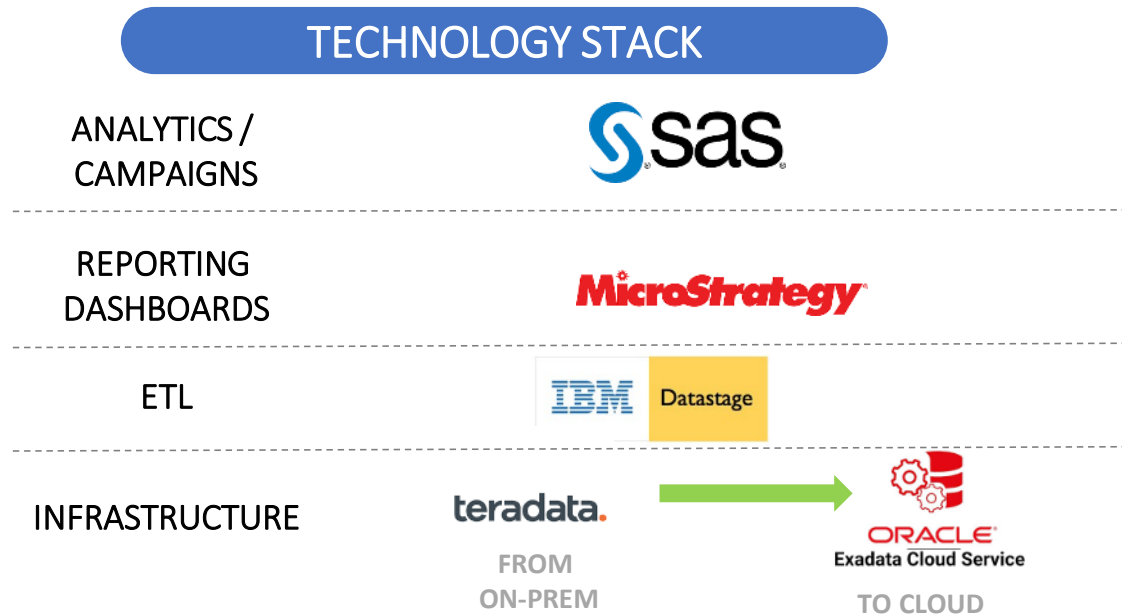 TECHNOLOGY STACK
ANALYTICS /
CAMPAIGNS
sas
REPORTING
DASHBOARDS
MicroStrategy
ETL
IBM
Datastage
INFRASTRUCTURE
teradata.
FROM
ON-PREM
ORACLE
Exadata Cloud Service
TO CLOUD